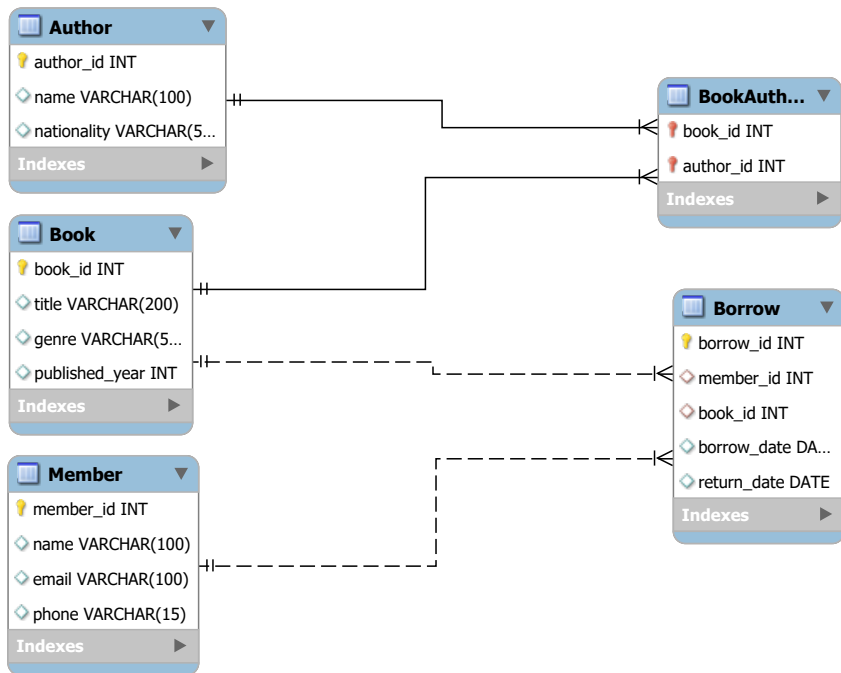 Author
author_id INT
name VARCHAR(100)
nationality VARCHAR(5...
Indexes
Book
book_id INT
title VARCHAR(200)
genre VARCHAR(5...
published_year INT
Indexes
Member
member_id INT
name VARCHAR(100)
email VARCHAR(100)
phone VARCHAR(15)
Indexes
BookAuth...
book_id INT
author_id INT
Indexes
Borrow
borrow_id INT
member_id INT
book_id INT
borrow_date DA...
return_date DATE
Indexes